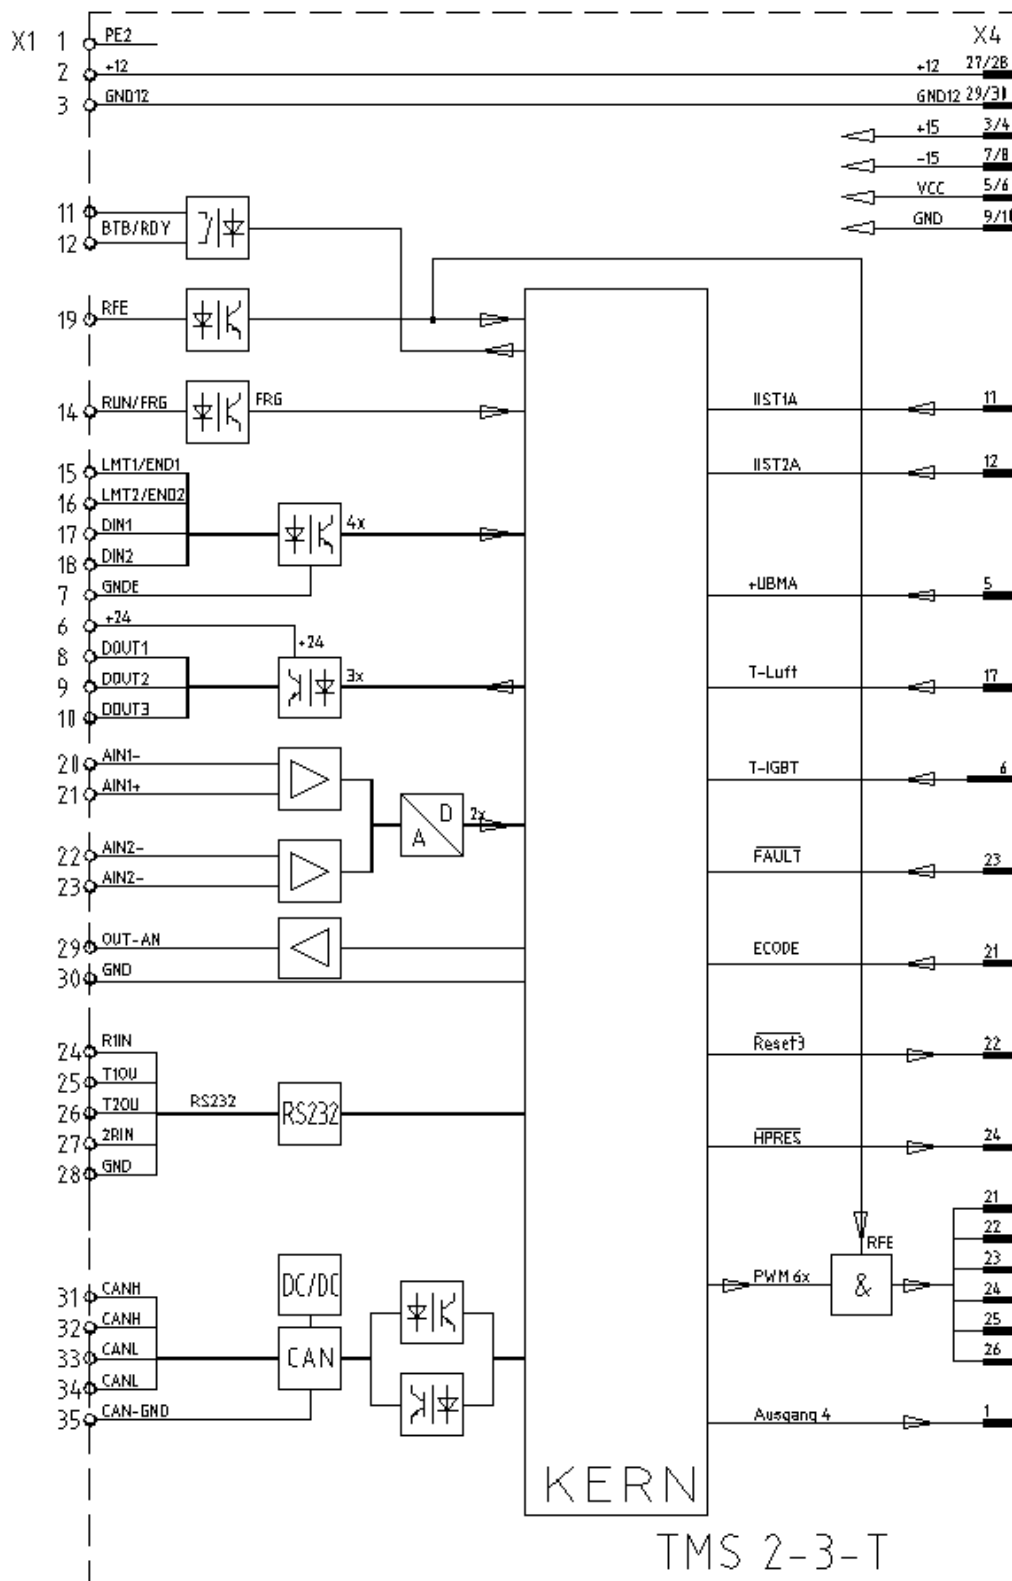 X1 1 PE2 X4
2 +12 +12 27/28
3 GND12 GND12 29/30
+15 3/4
-15 7/8
VCC 5/6
GND 9/10
11
BTB/RDY
12
19 RFE
14 RUN/FRG FRG
IIST1A 11
15 LMT1/END1
IIST2A 12
16 LMT2/END2
17 DIN1 4x
18 DIN2
7 GNDE
+UBMA 5
6 +24
+24
8 DOUT1
9 DOUT2 3x
T-Luft 17
10 DOUT3
20 AIN1-
T-IGBT 6
21 AIN1+
A D 2x
22 AIN2-
FAULT 23
23 AIN2-
29 OUT-AN
ECODE 21
30 GND
24 R1IN
Reset3 22
25 T1OU
26 T2OU RS232 RS232
27 2RIN
HPRES 24
28 GND
21
22
RFE
23
31 CANH DC/DC PWM 6x & 24
32 CANH 25
33 CANL CAN 26
34 CANL
35 CAN-GND
Ausgang 4 1
KERN
TMS 2-3-T